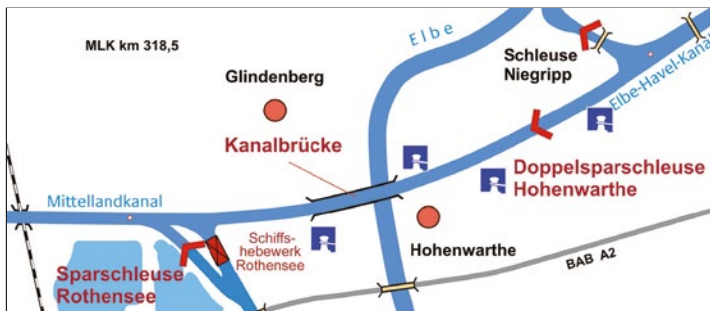 MLK km 318,5
Elbe
Schleuse
Niegripp
Glindenberg
Elbe-Havel-Kana
Kanalbrücke
Doppelsparschleuse
Hohenwarthe
Mittellandkanal
Schiffs-
hebewerk
Rothensee
Hohenwarthe
Sparschleuse
Rothensee
BAB A2